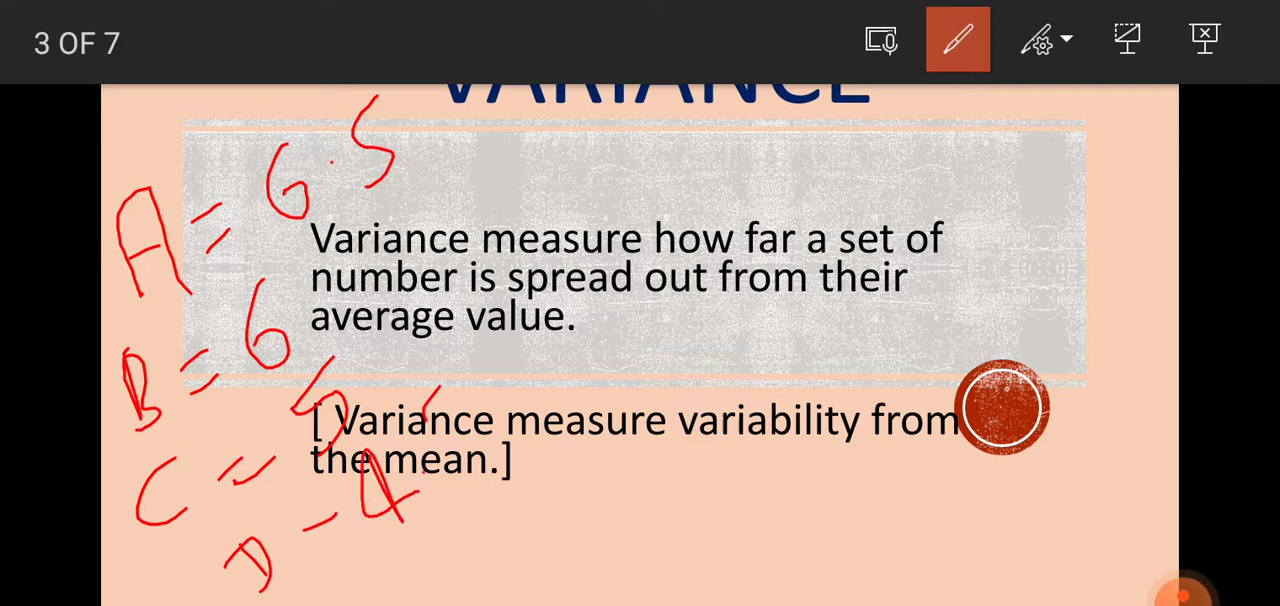 3 OF 7
VARIANCE
A = 6.5
Variance measure how far a set of
number is spread out from their
average value.
B = 6
[ Variance measure variability from
the mean.]
C = 5
D - 4